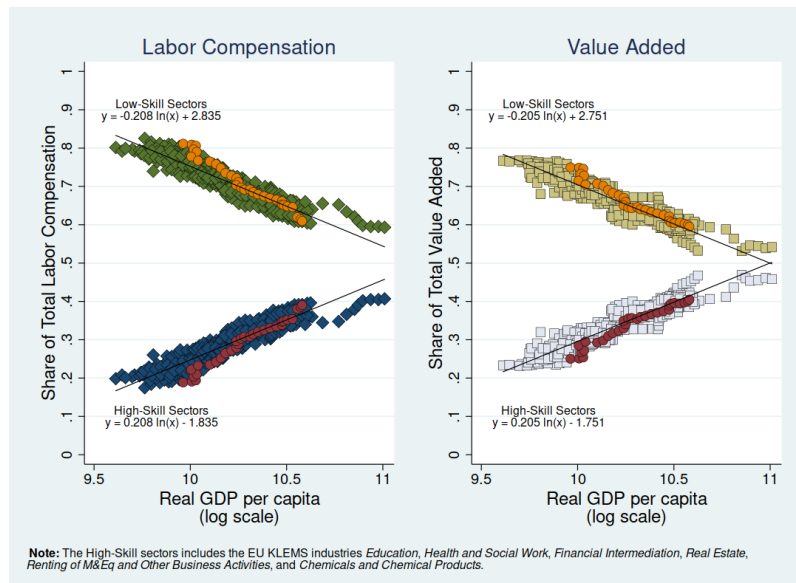 Labor Compensation
Share of Total Labor Compensation
1
.9
.8
.7
.6
.5
.4
.3
.2
.1
0
Low-Skill Sectors
y = -0.208 ln(x) + 2.835
High-Skill Sectors
y = 0.208 ln(x) - 1.835
9.5 10 10.5 11
Real GDP per capita
(log scale)
Value Added
Share of Total Value Added
1
.9
.8
.7
.6
.5
.4
.3
.2
.1
0
Low-Skill Sectors
y = -0.205 ln(x) + 2.751
High-Skill Sectors
y = 0.205 ln(x) - 1.751
9.5 10 10.5 11
Real GDP per capita
(log scale)
Note: The High-Skill sectors includes the EU KLEMS industries Education, Health and Social Work, Financial Intermediation, Real Estate,
Renting of M&Eq and Other Business Activities, and Chemicals and Chemical Products.